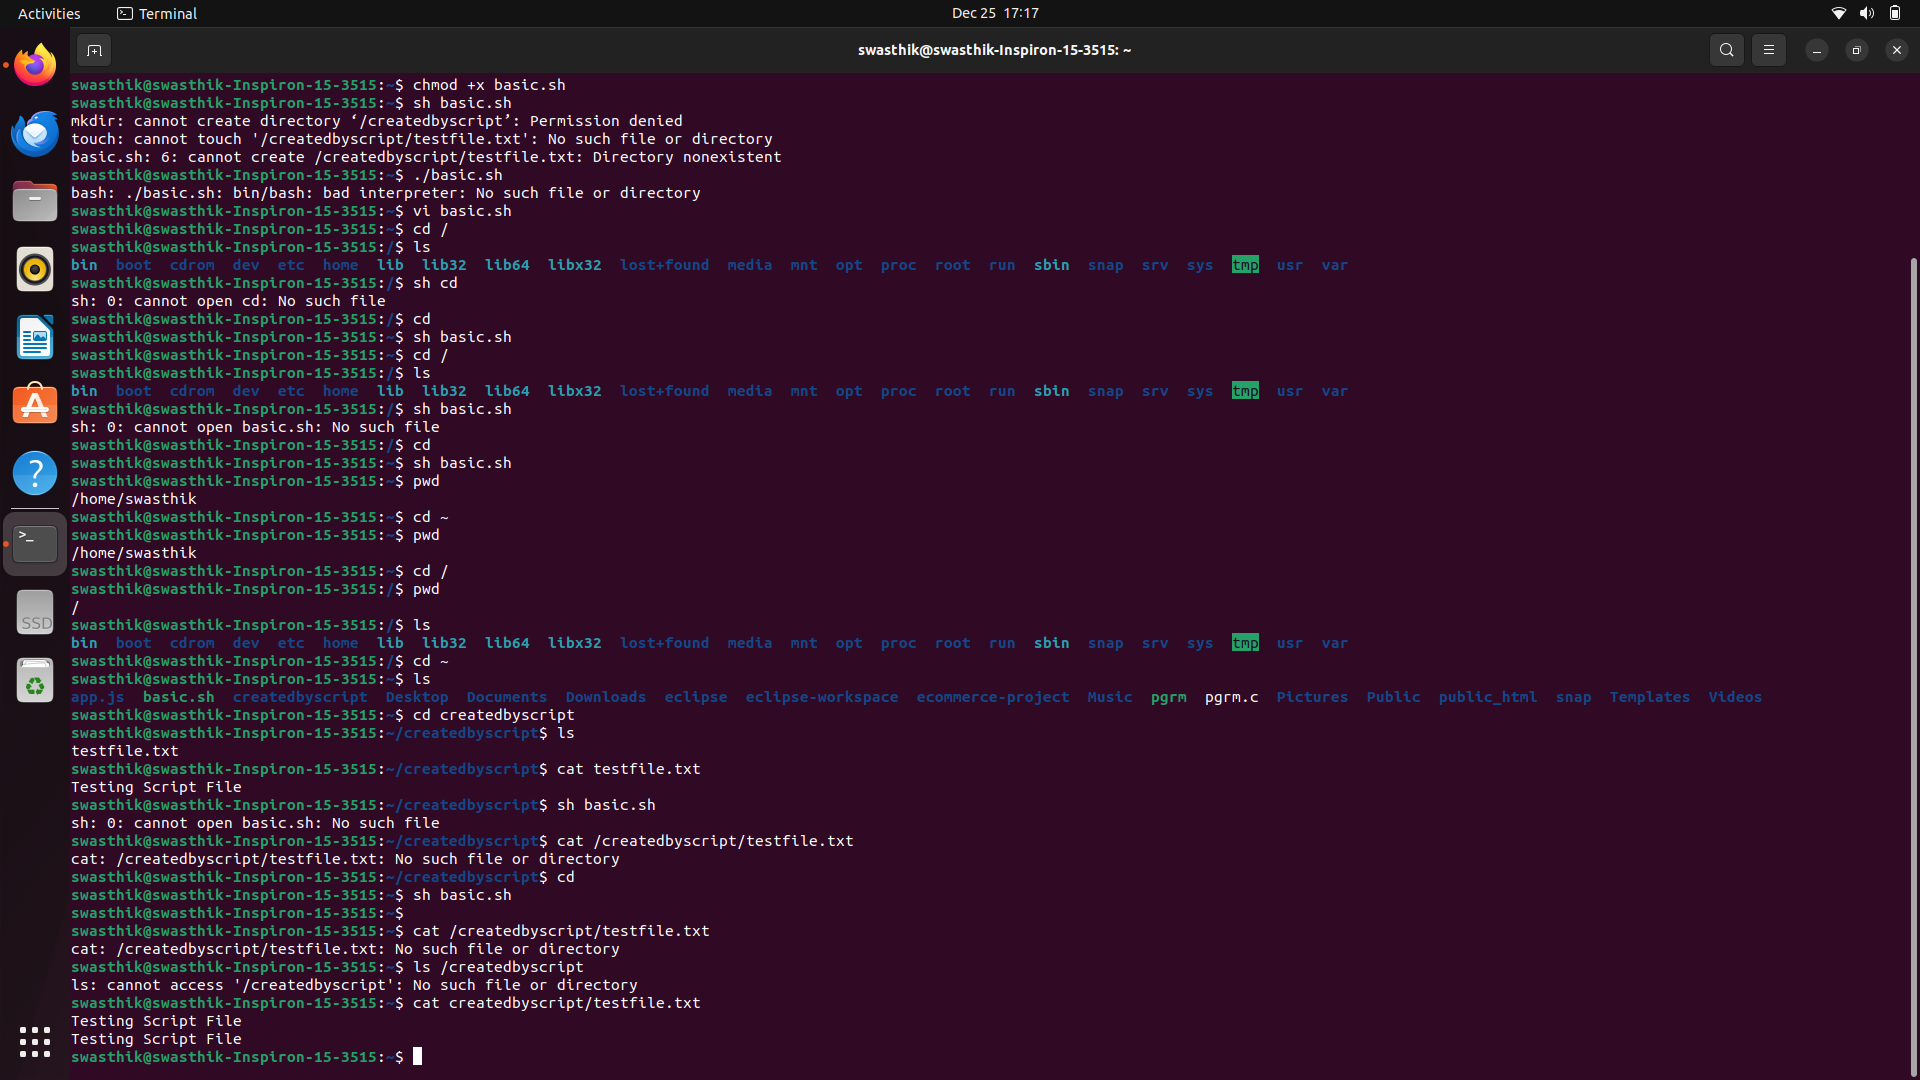 Activities
Terminal
Dec 25 17:17
swasthik@swasthik-Inspiron-15-3515: ~
swasthik@swasthik-Inspiron-15-3515:~$ chmod +x basic.sh
swasthik@swasthik-Inspiron-15-3515:~$ sh basic.sh
mkdir: cannot create directory ‘/createdbyscript’: Permission denied
touch: cannot touch '/createdbyscript/testfile.txt': No such file or directory
basic.sh: 6: cannot create /createdbyscript/testfile.txt: Directory nonexistent
swasthik@swasthik-Inspiron-15-3515:~$ ./basic.sh
bash: ./basic.sh: bin/bash: bad interpreter: No such file or directory
swasthik@swasthik-Inspiron-15-3515:~$ vi basic.sh
swasthik@swasthik-Inspiron-15-3515:~$ cd /
swasthik@swasthik-Inspiron-15-3515:/$ ls
bin boot cdrom dev etc home lib lib32 lib64 libx32 lost+found media mnt opt proc root run sbin snap srv sys tmp usr var
swasthik@swasthik-Inspiron-15-3515:/$ sh cd
sh: 0: cannot open cd: No such file
swasthik@swasthik-Inspiron-15-3515:/$ cd
swasthik@swasthik-Inspiron-15-3515:~$ sh basic.sh
swasthik@swasthik-Inspiron-15-3515:~$ cd /
swasthik@swasthik-Inspiron-15-3515:/$ ls
bin boot cdrom dev etc home lib lib32 lib64 libx32 lost+found media mnt opt proc root run sbin snap srv sys tmp usr var
swasthik@swasthik-Inspiron-15-3515:/$ sh basic.sh
sh: 0: cannot open basic.sh: No such file
swasthik@swasthik-Inspiron-15-3515:/$ cd
swasthik@swasthik-Inspiron-15-3515:~$ sh basic.sh
swasthik@swasthik-Inspiron-15-3515:~$ pwd
/home/swasthik
swasthik@swasthik-Inspiron-15-3515:~$ cd ~
swasthik@swasthik-Inspiron-15-3515:~$ pwd
/home/swasthik
swasthik@swasthik-Inspiron-15-3515:~$ cd /
swasthik@swasthik-Inspiron-15-3515:/$ pwd
/
swasthik@swasthik-Inspiron-15-3515:/$ ls
bin boot cdrom dev etc home lib lib32 lib64 libx32 lost+found media mnt opt proc root run sbin snap srv sys tmp usr var
swasthik@swasthik-Inspiron-15-3515:/$ cd ~
swasthik@swasthik-Inspiron-15-3515:~$ ls
app.js basic.sh createdbyscript Desktop Documents Downloads eclipse eclipse-workspace ecommerce-project Music pgrm pgrm.c Pictures Public public_html snap Templates Videos
swasthik@swasthik-Inspiron-15-3515:~$ cd createdbyscript
swasthik@swasthik-Inspiron-15-3515:~/createdbyscript$ ls
testfile.txt
swasthik@swasthik-Inspiron-15-3515:~/createdbyscript$ cat testfile.txt
Testing Script File
swasthik@swasthik-Inspiron-15-3515:~/createdbyscript$ sh basic.sh
sh: 0: cannot open basic.sh: No such file
swasthik@swasthik-Inspiron-15-3515:~/createdbyscript$ cat /createdbyscript/testfile.txt
cat: /createdbyscript/testfile.txt: No such file or directory
swasthik@swasthik-Inspiron-15-3515:~/createdbyscript$ cd
swasthik@swasthik-Inspiron-15-3515:~$ sh basic.sh
swasthik@swasthik-Inspiron-15-3515:~$
swasthik@swasthik-Inspiron-15-3515:~$ cat /createdbyscript/testfile.txt
cat: /createdbyscript/testfile.txt: No such file or directory
swasthik@swasthik-Inspiron-15-3515:~$ ls /createdbyscript
ls: cannot access '/createdbyscript': No such file or directory
swasthik@swasthik-Inspiron-15-3515:~$ cat createdbyscript/testfile.txt
Testing Script File
Testing Script File
swasthik@swasthik-Inspiron-15-3515:~$
SSD